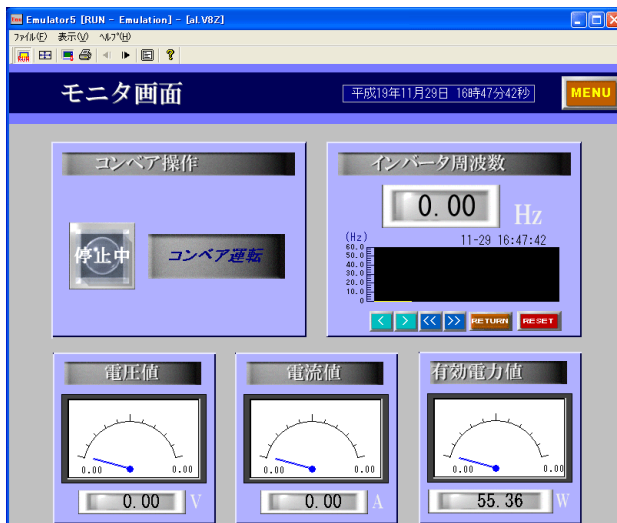 Emulator5 [RUN - Emulation] - [al.V8Z]
ファイル(F) 表示(V) ヘルプ(H)
RUN
モニタ画面
平成19年11月29日 16時47分42秒
MENU
コンベア操作
停止中
コンベア運転
インバータ周波数
0.00 Hz
(Hz)
11-29 16:47:42
60.0
50.0
40.0
30.0
20.0
10.0
0
< > << >> RETURN RESET
電圧値
0.00 0.00
0.00 V
電流値
0.00 0.00
0.00 A
有効電力値
0.00 0.00
55.36 W